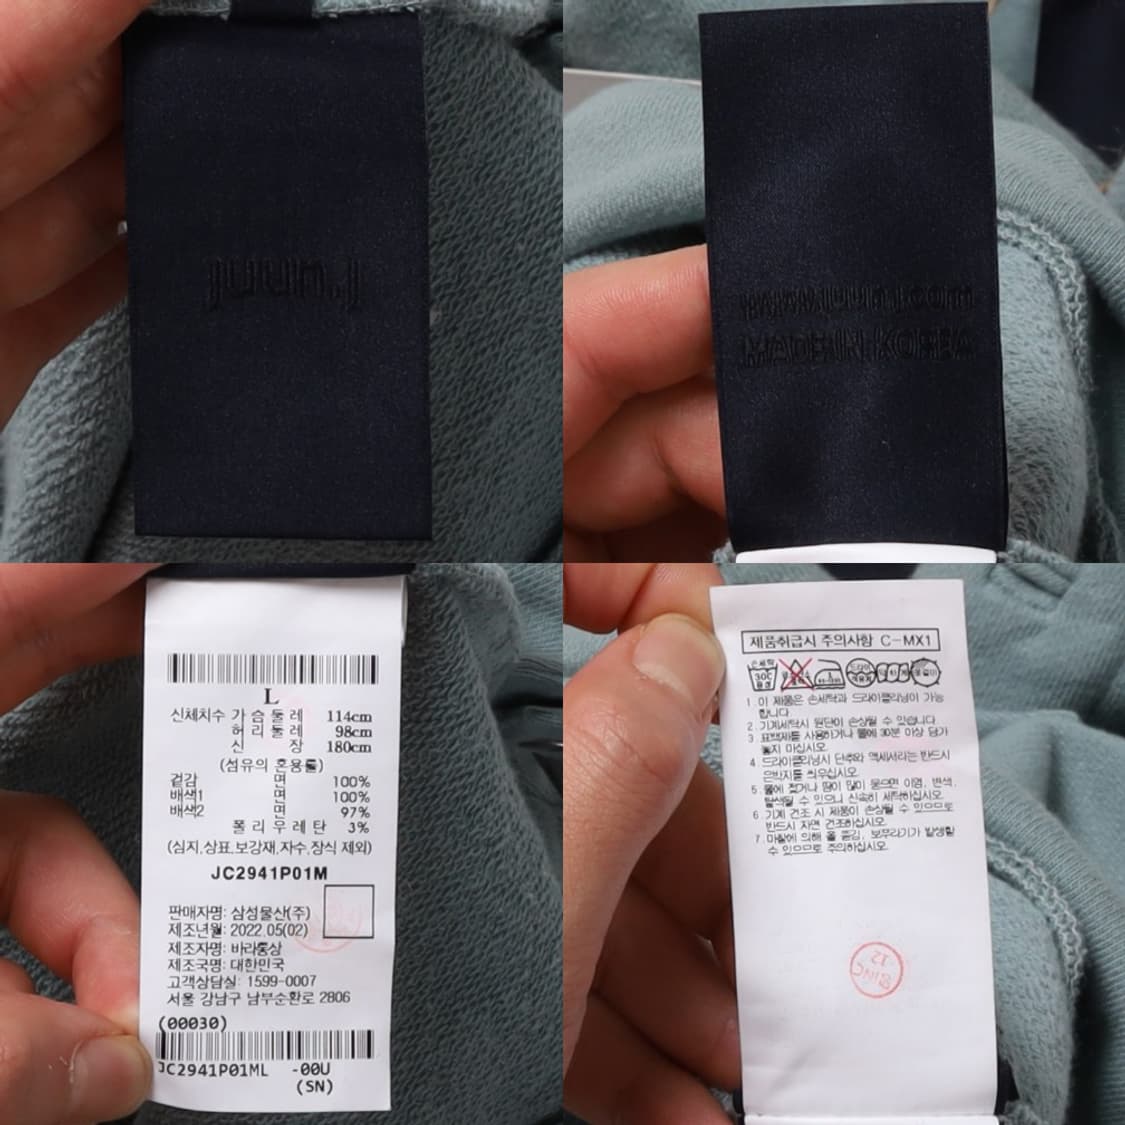 juun.j
www.juunj.com
MADE IN KOREA
L
신체치수 가 슴 둘 레 114cm
허 리 둘 레 98cm
신 장 180cm
(섬유의 혼용률)
겉감 면 100%
배색1 면 100%
배색2 면 97%
폴 리 우 레 탄 3%
(심지,상표,보강재,자수,장식 제외)
JC2941P01M
판매자명: 삼성물산(주)
제조년월: 2022.05(02)
제조자명: 바라통상
제조국명: 대한민국
고객상담실: 1599-0007
서울 강남구 남부순환로 2806
(00030)
JC2941P01ML -00U
(SN)
제품취급시 주의사항 C-MX1
손세탁
30C
중성
드라이
1. 이 제품은 손세탁과 드라이클리닝이 가능
합니다.
2. 기계세탁시 원단이 손상될 수 있습니다
3 표백제를 사용하거나 물에 30분 이상 담가
놓지 마십시오.
4. 드라이클리닝시 단추와 액세서리는 반드시
은박지를 씌우십시오.
5. 물에 젖거나 땀이 많이 묻으면 이염, 변색,
탈색될 수 있으니 신속히 세탁하십시오.
6. 기계 건조 시 제품이 손상될 수 있으므로
반드시 자연 건조하십시오.
7. 마찰에 의해 올 뜯김, 보푸라기가 발생할
수 있으므로 주의하십시오.